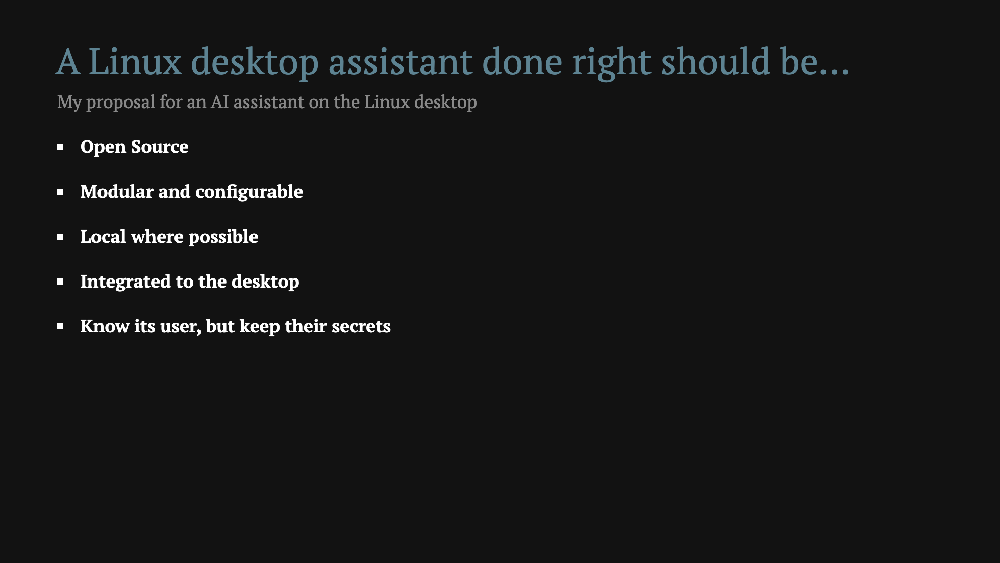 A Linux desktop assistant done right should be...
My proposal for an AI assistant on the Linux desktop
▪ Open Source
▪ Modular and configurable
▪ Local where possible
▪ Integrated to the desktop
▪ Know its user, but keep their secrets